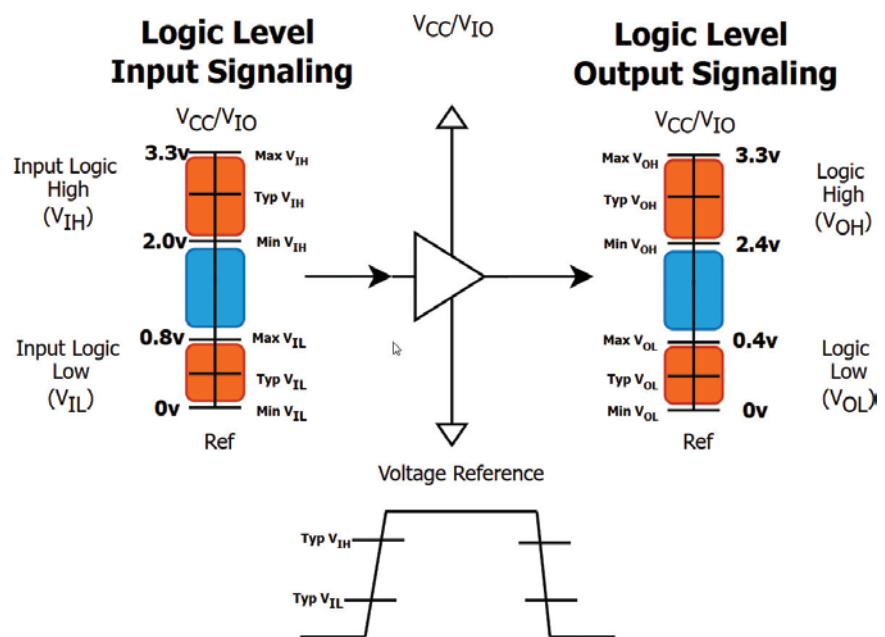 Logic Level
Input Signaling
VCC/VIO
3.3v
Max VIH
Input Logic
High
(VIH)
Typ VIH
2.0v
Min VIH
0.8v
Max VIL
Input Logic
Low
(VIL)
Typ VIL
0v
Min VIL
Ref
VCC/VIO
Voltage Reference
Logic Level
Output Signaling
VCC/VIO
Max VOH
3.3v
Typ VOH
Logic
High
(VOH)
Min VOH
2.4v
Max VOL
0.4v
Typ VOL
Logic
Low
(VOL)
Min VOL
0v
Ref
Typ VIH
Typ VIL